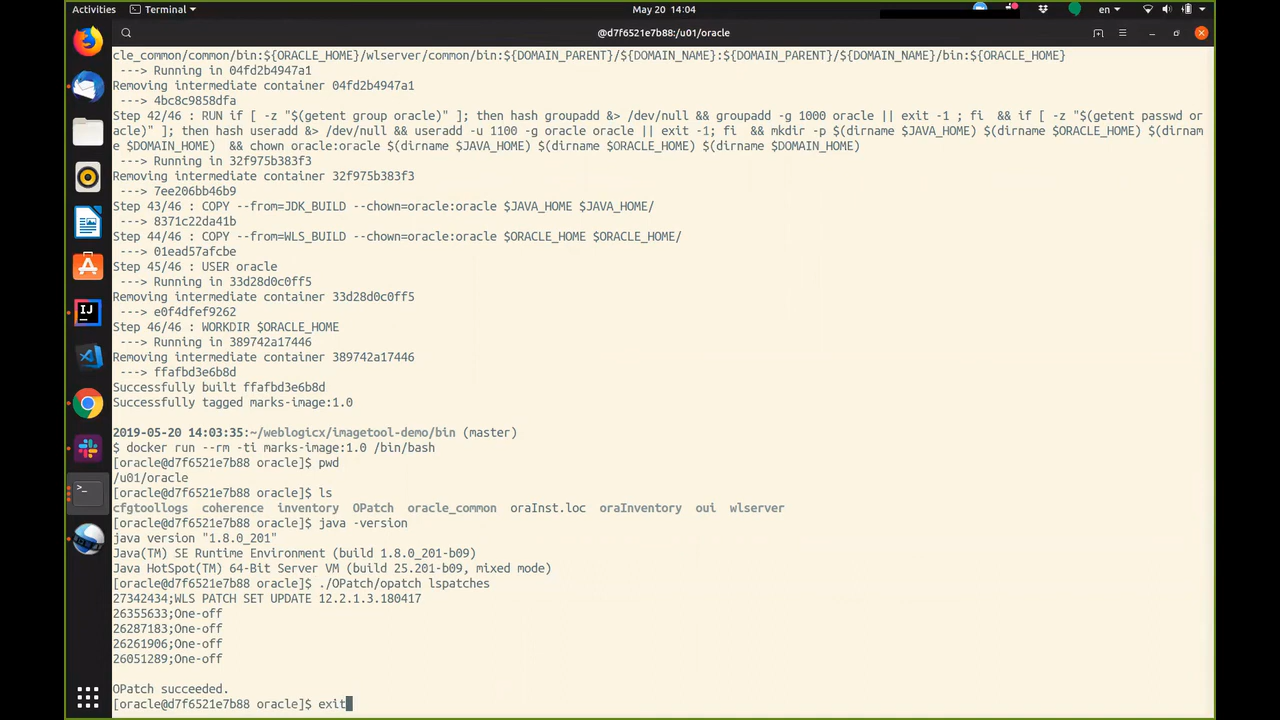 Activities
Terminal
May 20 14:04
en
@d7f6521e7b88:/u01/oracle
cle_common/common/bin:${ORACLE_HOME}/wlserver/common/bin:${DOMAIN_PARENT}/${DOMAIN_NAME}:${DOMAIN_PARENT}/${DOMAIN_NAME}/bin:${ORACLE_HOME}
---> Running in 04fd2b4947a1
Removing intermediate container 04fd2b4947a1
---> 4bc8c9858dfa
Step 42/46 : RUN if [ -z "$(getent group oracle)" ]; then hash groupadd &> /dev/null && groupadd -g 1000 oracle || exit -1 ; fi  && if [ -z "$(getent passwd or
acle)" ]; then hash useradd &> /dev/null && useradd -u 1100 -g oracle oracle || exit -1; fi  && mkdir -p $(dirname $JAVA_HOME) $(dirname $ORACLE_HOME) $(dirnam
e $DOMAIN_HOME)  && chown oracle:oracle $(dirname $JAVA_HOME) $(dirname $ORACLE_HOME) $(dirname $DOMAIN_HOME)
---> Running in 32f975b383f3
Removing intermediate container 32f975b383f3
---> 7ee206bb46b9
Step 43/46 : COPY --from=JDK_BUILD --chown=oracle:oracle $JAVA_HOME $JAVA_HOME/
---> 8371c22da41b
Step 44/46 : COPY --from=WLS_BUILD --chown=oracle:oracle $ORACLE_HOME $ORACLE_HOME/
---> 01ead57afcbe
Step 45/46 : USER oracle
---> Running in 33d28d0c0ff5
Removing intermediate container 33d28d0c0ff5
---> e0f4dfef9262
Step 46/46 : WORKDIR $ORACLE_HOME
---> Running in 389742a17446
Removing intermediate container 389742a17446
---> ffafbd3e6b8d
Successfully built ffafbd3e6b8d
Successfully tagged marks-image:1.0
2019-05-20 14:03:35:~/weblogicx/imagetool-demo/bin (master)
$ docker run --rm -ti marks-image:1.0 /bin/bash
[oracle@d7f6521e7b88 oracle]$ pwd
/u01/oracle
[oracle@d7f6521e7b88 oracle]$ ls
cfgtoollogs  coherence  inventory  OPatch  oracle_common  oraInst.loc  oraInventory  oui  wlserver
[oracle@d7f6521e7b88 oracle]$ java -version
java version "1.8.0_201"
Java(TM) SE Runtime Environment (build 1.8.0_201-b09)
Java HotSpot(TM) 64-Bit Server VM (build 25.201-b09, mixed mode)
[oracle@d7f6521e7b88 oracle]$ ./OPatch/opatch lspatches
27342434;WLS PATCH SET UPDATE 12.2.1.3.180417
26355633;One-off
26287183;One-off
26261906;One-off
26051289;One-off
OPatch succeeded.
[oracle@d7f6521e7b88 oracle]$ exit